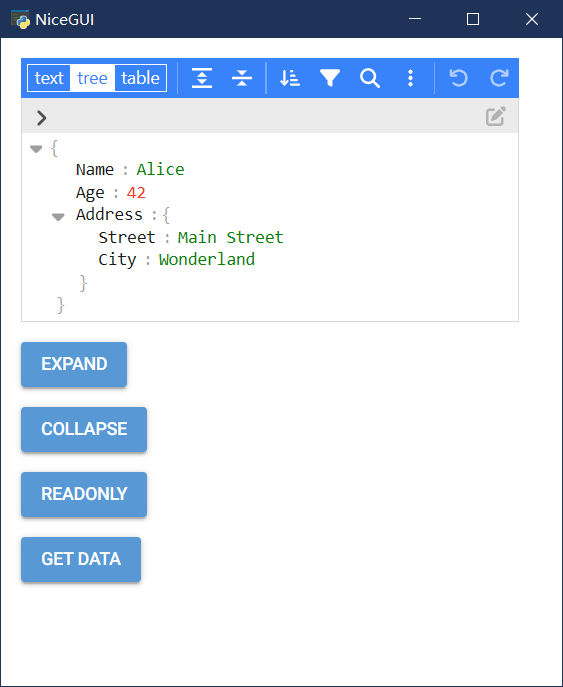 NiceGUI
text tree table
{
Name : Alice
Age : 42
Address : {
Street : Main Street
City : Wonderland
}
}
EXPAND
COLLAPSE
READONLY
GET DATA